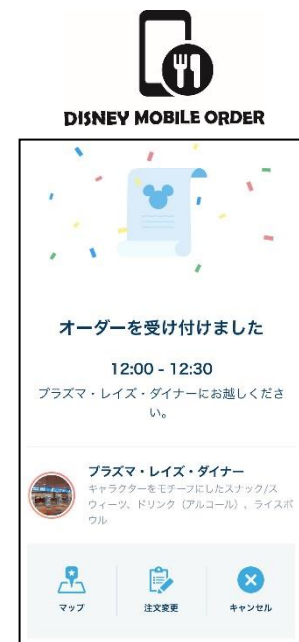 DISNEY MOBILE ORDER
オーダーを受け付けました
12:00 - 12:30
プラズマ・レイズ・ダイナーにお越しくださ
い。
プラズマ・レイズ・ダイナー
キャラクターをモチーフにしたスナック/ス
ウィーツ、ドリンク（アルコール）、ライスボ
ウル
マップ
注文変更
キャンセル